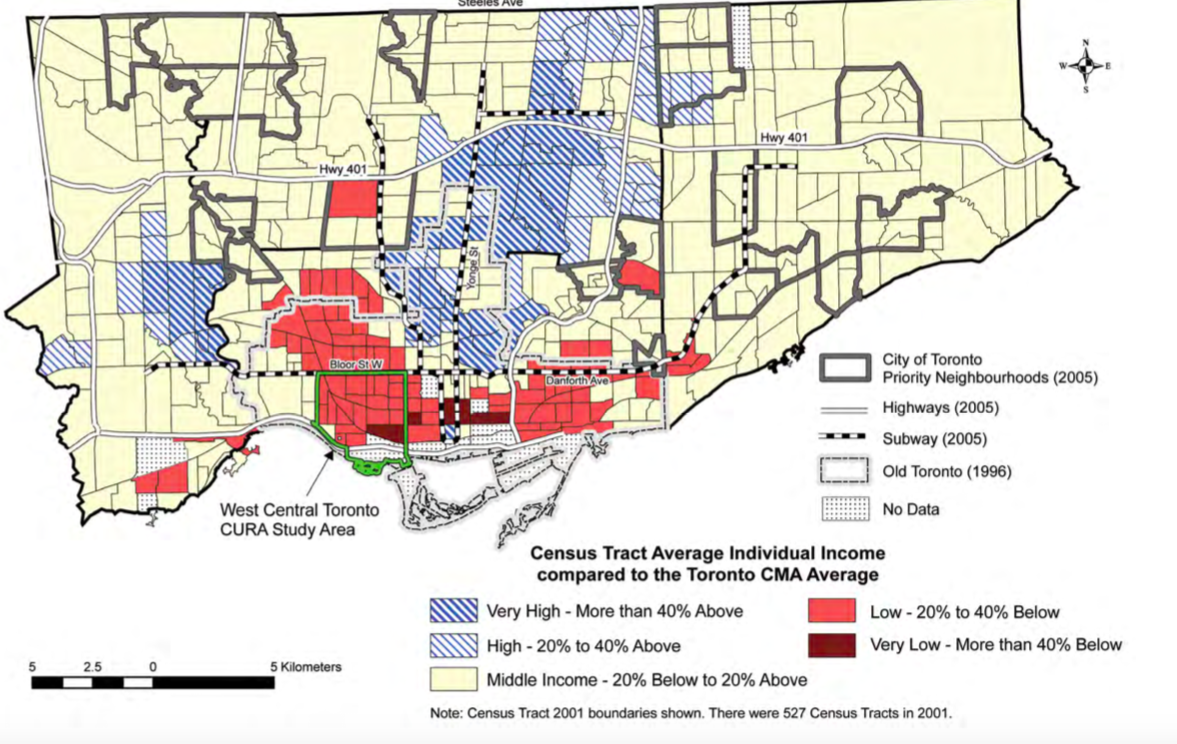 Steeles Ave
N
W E
S
Hwy 401
Hwy 401
Yonge St
Bloor St W
Danforth Ave
City of Toronto
Priority Neighbourhoods (2005)
Highways (2005)
Subway (2005)
Old Toronto (1996)
No Data
West Central Toronto
CURA Study Area
Census Tract Average Individual Income
compared to the Toronto CMA Average
Very High - More than 40% Above
Low - 20% to 40% Below
High - 20% to 40% Above
Very Low - More than 40% Below
Middle Income - 20% Below to 20% Above
5 2.5 0 5 Kilometers
Note: Census Tract 2001 boundaries shown. There were 527 Census Tracts in 2001.